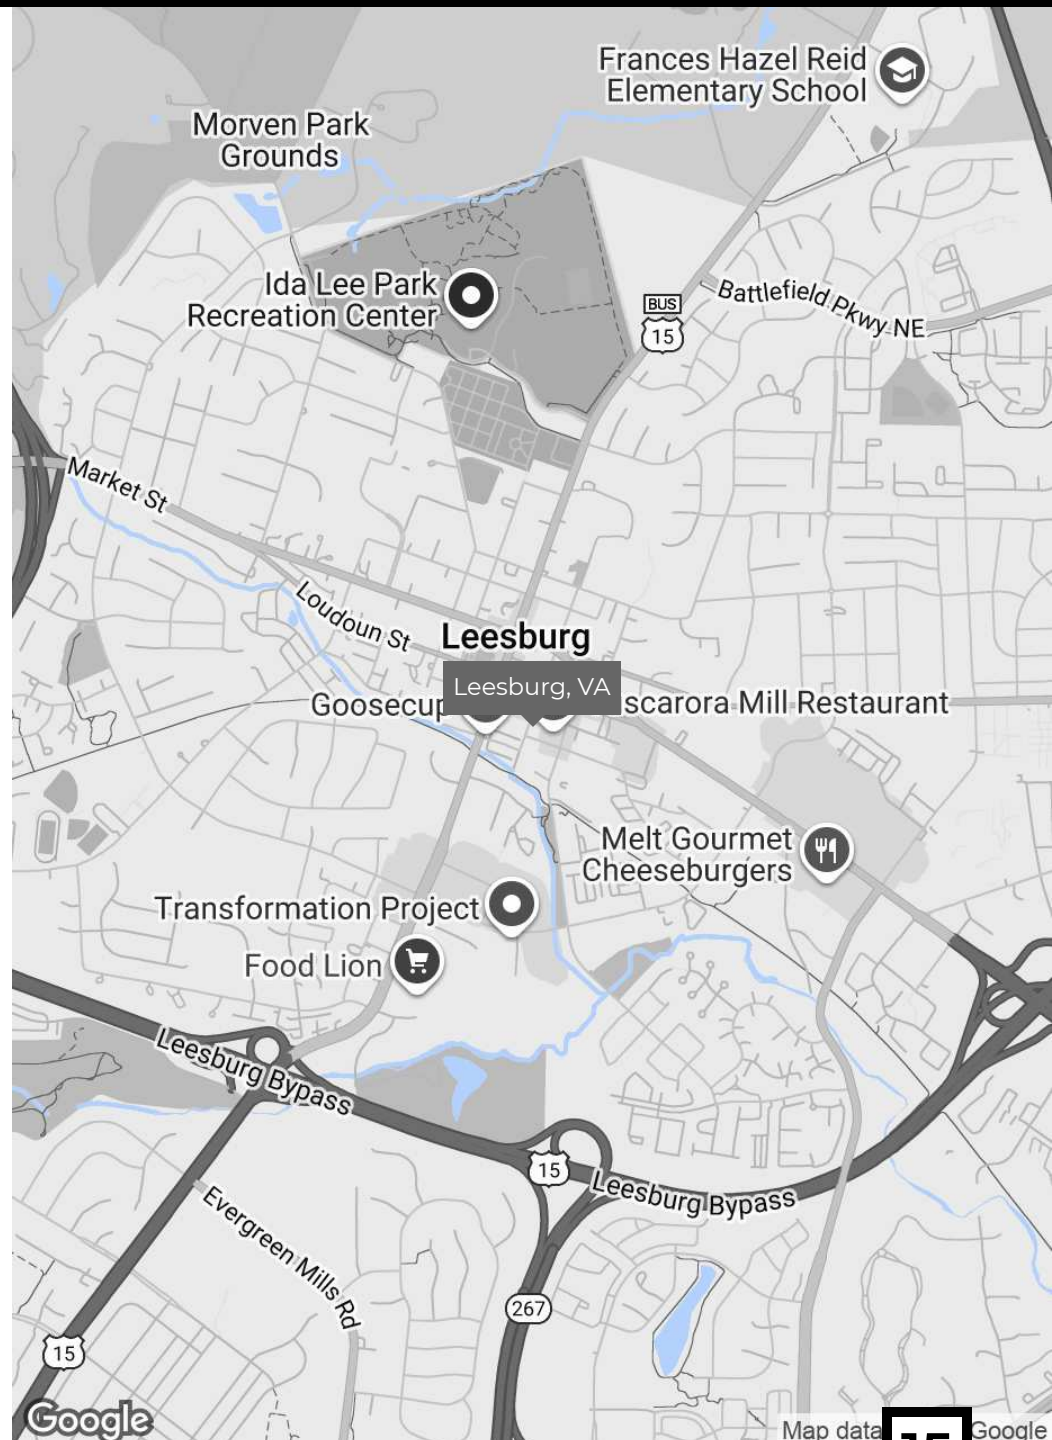 Frances Hazel Reid
Elementary School
Morven Park
Grounds
Ida Lee Park
Recreation Center
BUS
15
Battlefield Pkwy NE
Market St
Loudoun St
Leesburg
Leesburg, VA
Goosecup
scarora Mill Restaurant
Melt Gourmet
Cheeseburgers
Transformation Project
Food Lion
Leesburg Bypass
15
Leesburg Bypass
Evergreen Mills Rd
267
15
Google
Map data
Google